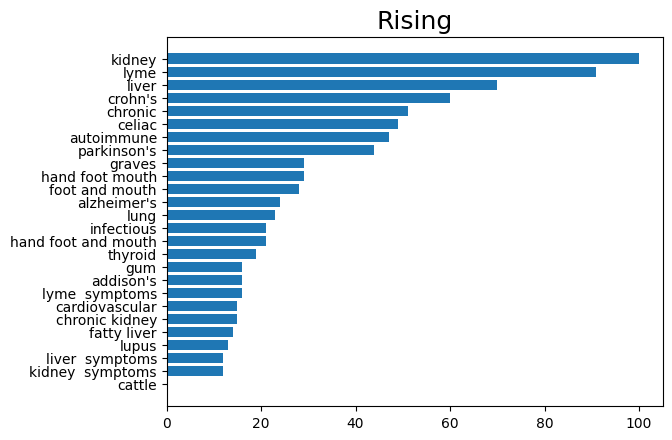 Rising
kidney
lyme
liver
crohn's
chronic
celiac
autoimmune
parkinson's
graves
hand foot mouth
foot and mouth
alzheimer's
lung
infectious
hand foot and mouth
thyroid
gum
addison's
lyme  symptoms
cardiovascular
chronic kidney
fatty liver
lupus
liver  symptoms
kidney  symptoms
cattle
0 20 40 60 80 100